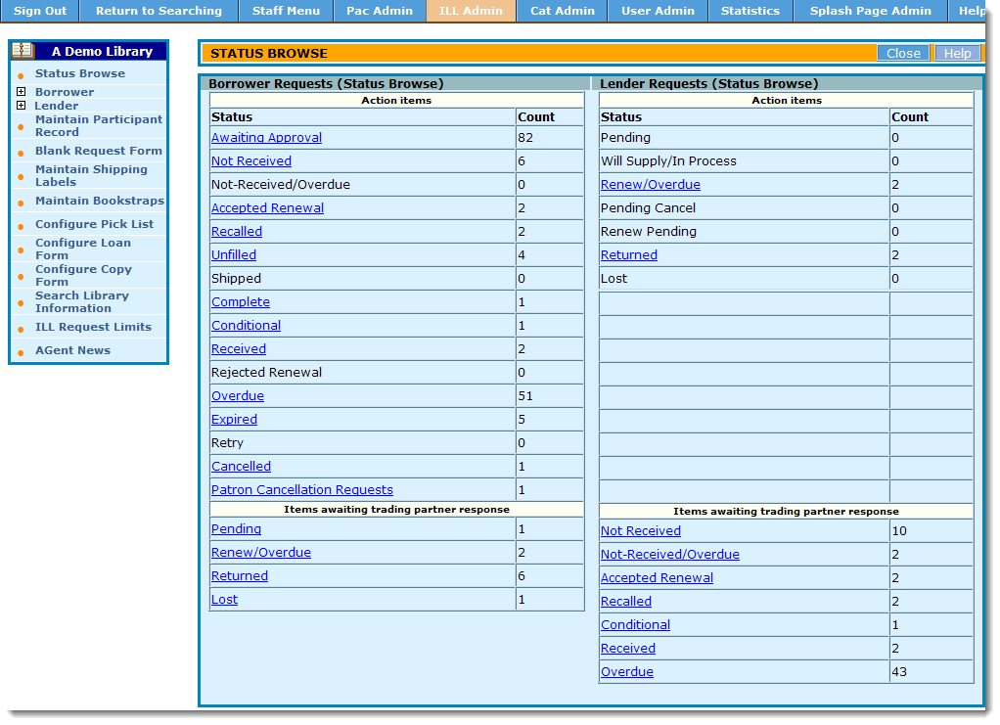 Sign Out Return to Searching Staff Menu Pac Admin ILL Admin Cat Admin User Admin Statistics Splash Page Admin Help
A Demo Library
Status Browse
Borrower
Lender
Maintain Participant
Record
Blank Request Form
Maintain Shipping
Labels
Maintain Bookstraps
Configure Pick List
Configure Loan
Form
Configure Copy
Form
Search Library
Information
ILL Request Limits
AGent News
STATUS BROWSE Close Help
Borrower Requests (Status Browse)
Action items
Status Count
Awaiting Approval 82
Not Received 6
Not-Received/Overdue 0
Accepted Renewal 2
Recalled 2
Unfilled 4
Shipped 0
Complete 1
Conditional 1
Received 2
Rejected Renewal 0
Overdue 51
Expired 5
Retry 0
Cancelled 1
Patron Cancellation Requests 1
Items awaiting trading partner response
Pending 1
Renew/Overdue 2
Returned 6
Lost 1
Lender Requests (Status Browse)
Action items
Status Count
Pending 0
Will Supply/In Process 0
Renew/Overdue 2
Pending Cancel 0
Renew Pending 0
Returned 2
Lost 0
Items awaiting trading partner response
Not Received 10
Not-Received/Overdue 2
Accepted Renewal 2
Recalled 2
Conditional 1
Received 2
Overdue 43